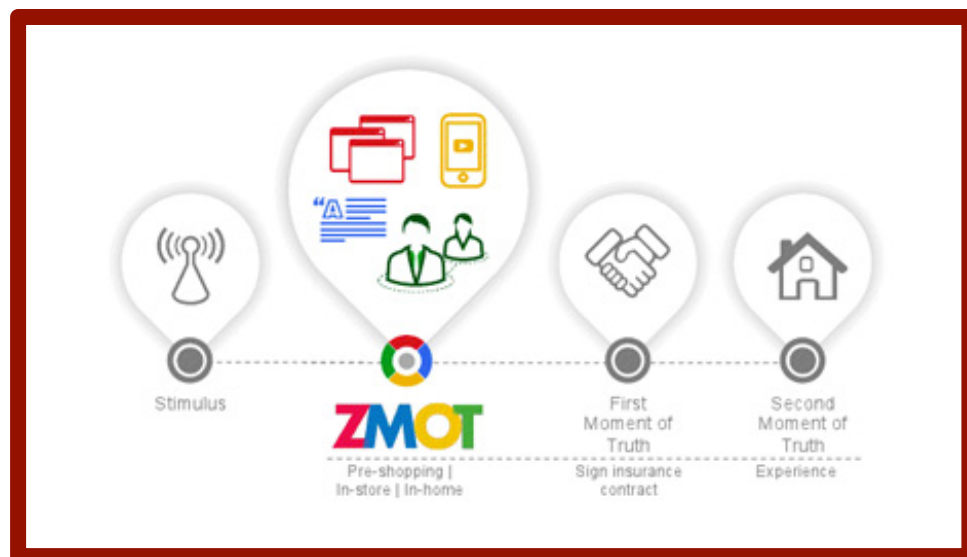 “A
Stimulus
ZMOT
Pre-shopping |
In-store | In-home
First
Moment of
Truth
Sign insurance
contract
Second
Moment of
Truth
Experience